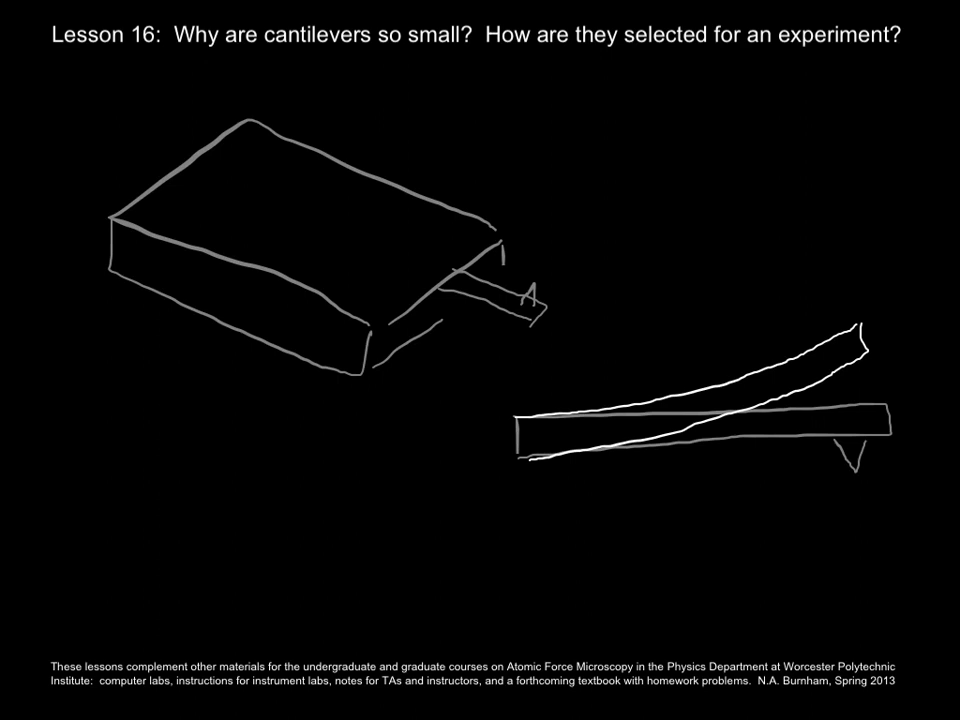 Lesson 16:  Why are cantilevers so small?  How are they selected for an experiment?
These lessons complement other materials for the undergraduate and graduate courses on Atomic Force Microscopy in the Physics Department at Worcester Polytechnic
Institute:  computer labs, instructions for instrument labs, notes for TAs and instructors, and a forthcoming textbook with homework problems.  N.A. Burnham, Spring 2013